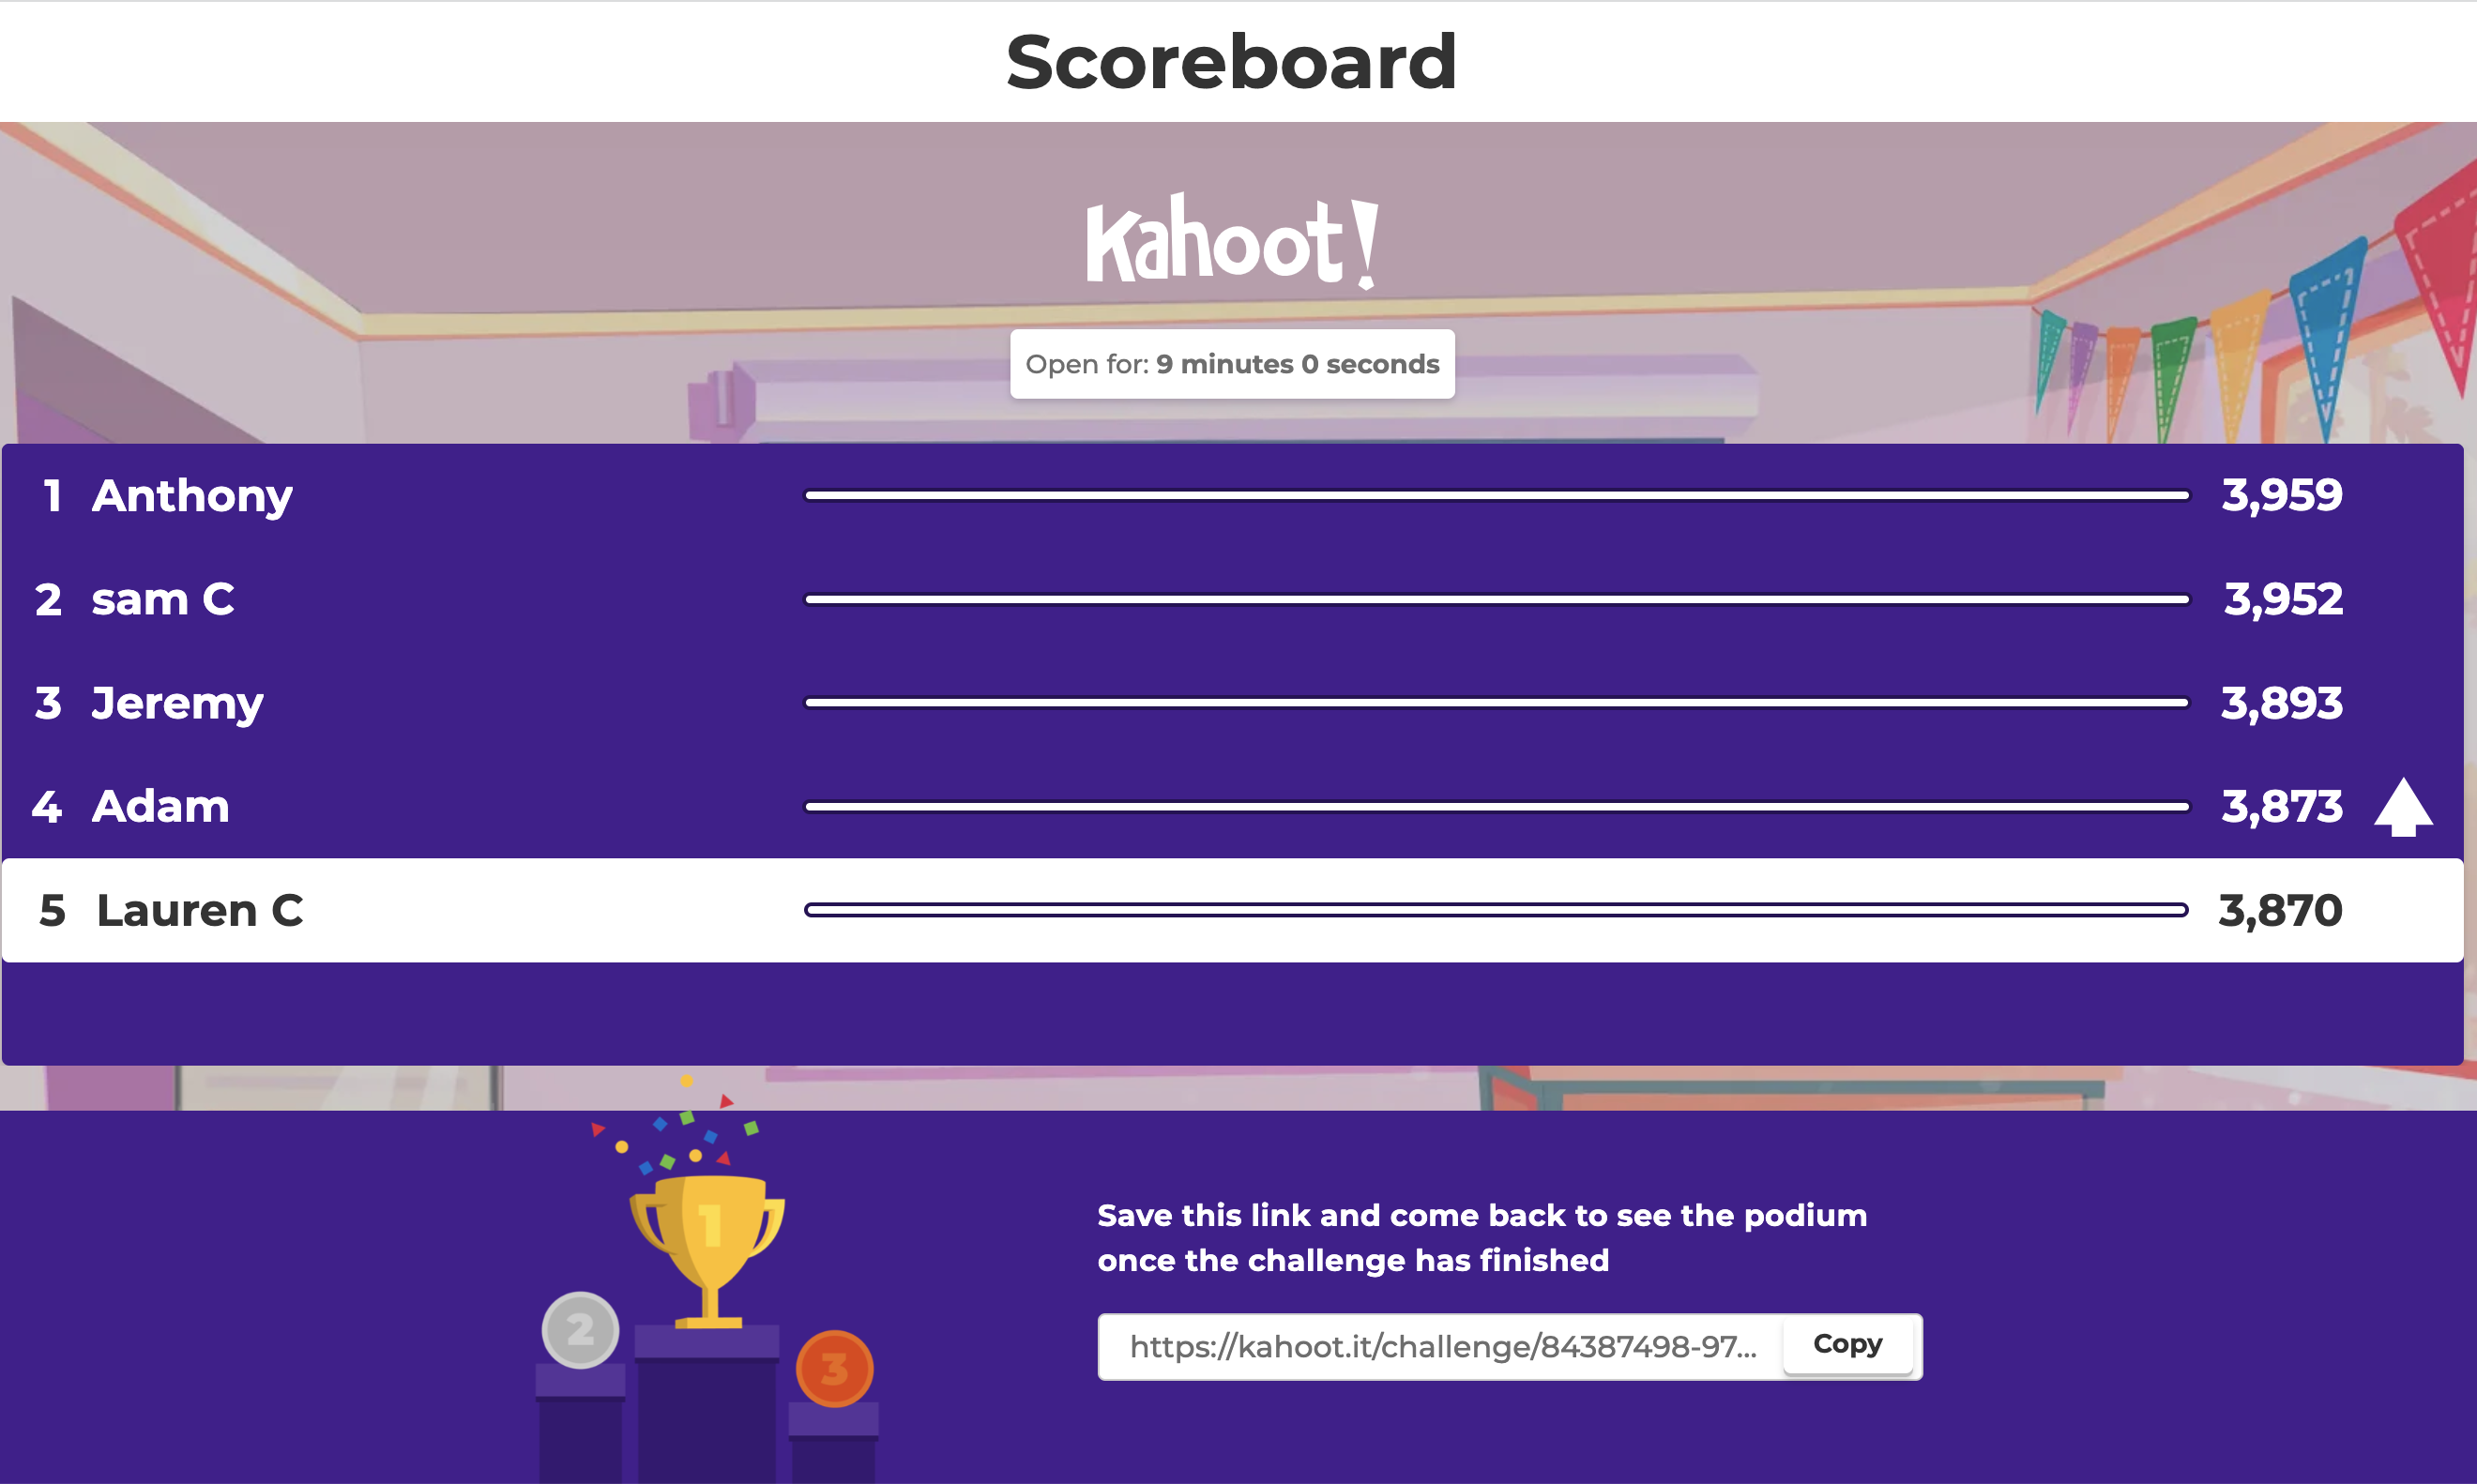 Scoreboard
Kahoot!
Open for: 9 minutes 0 seconds
1 Anthony 3,959
2 sam C 3,952
3 Jeremy 3,893
4 Adam 3,873
5 Lauren C 3,870
1
2
3
Save this link and come back to see the podium
once the challenge has finished
https://kahoot.it/challenge/84387498-97... Copy